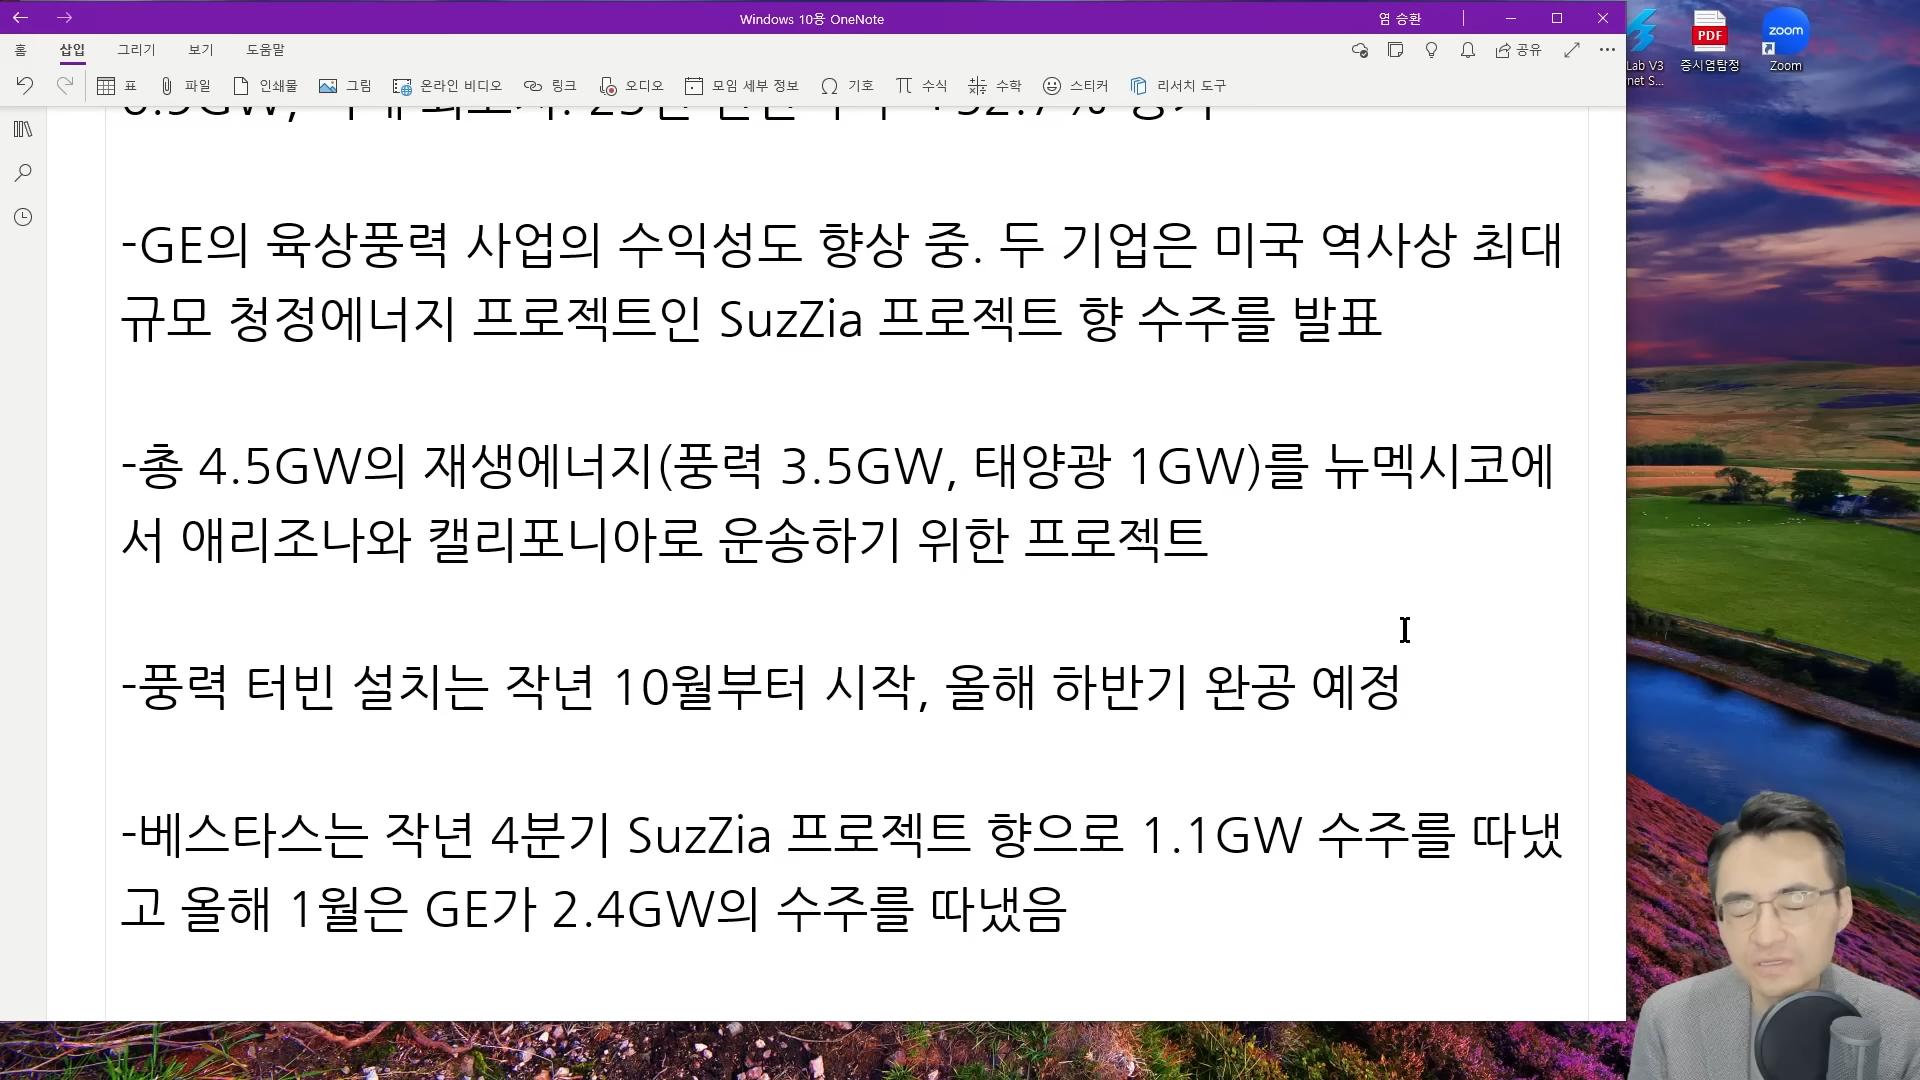 Windows 10용 OneNote
염 승환
홈 삽입 그리기 보기 도움말
공유
표 파일 인쇄물 그림 온라인 비디오 링크 오디오 모임 세부 정보 기호 수식 수학 스티커 리서치 도구
-GE의 육상풍력 사업의 수익성도 향상 중. 두 기업은 미국 역사상 최대
규모 청정에너지 프로젝트인 SuzZia 프로젝트 향 수주를 발표
-총 4.5GW의 재생에너지(풍력 3.5GW, 태양광 1GW)를 뉴멕시코에
서 애리조나와 캘리포니아로 운송하기 위한 프로젝트
-풍력 터빈 설치는 작년 10월부터 시작, 올해 하반기 완공 예정
-베스타스는 작년 4분기 SuzZia 프로젝트 향으로 1.1GW 수주를 따냈
고 올해 1월은 GE가 2.4GW의 수주를 따냈음
Lab V3
net S...
PDF
증시염탐정
zoom
Zoom